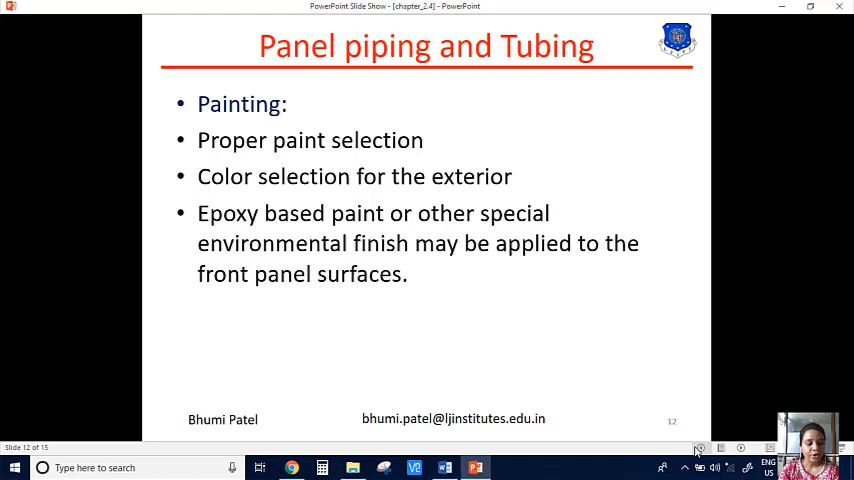 PowerPoint Slide Show - [chapter_2.4] - PowerPoint
Panel piping and Tubing
• Painting:
• Proper paint selection
• Color selection for the exterior
• Epoxy based paint or other special
environmental finish may be applied to the
front panel surfaces.
Bhumi Patel
bhumi.patel@ljinstitutes.edu.in
12
Slide 12 of 15
Type here to search
ENG
US